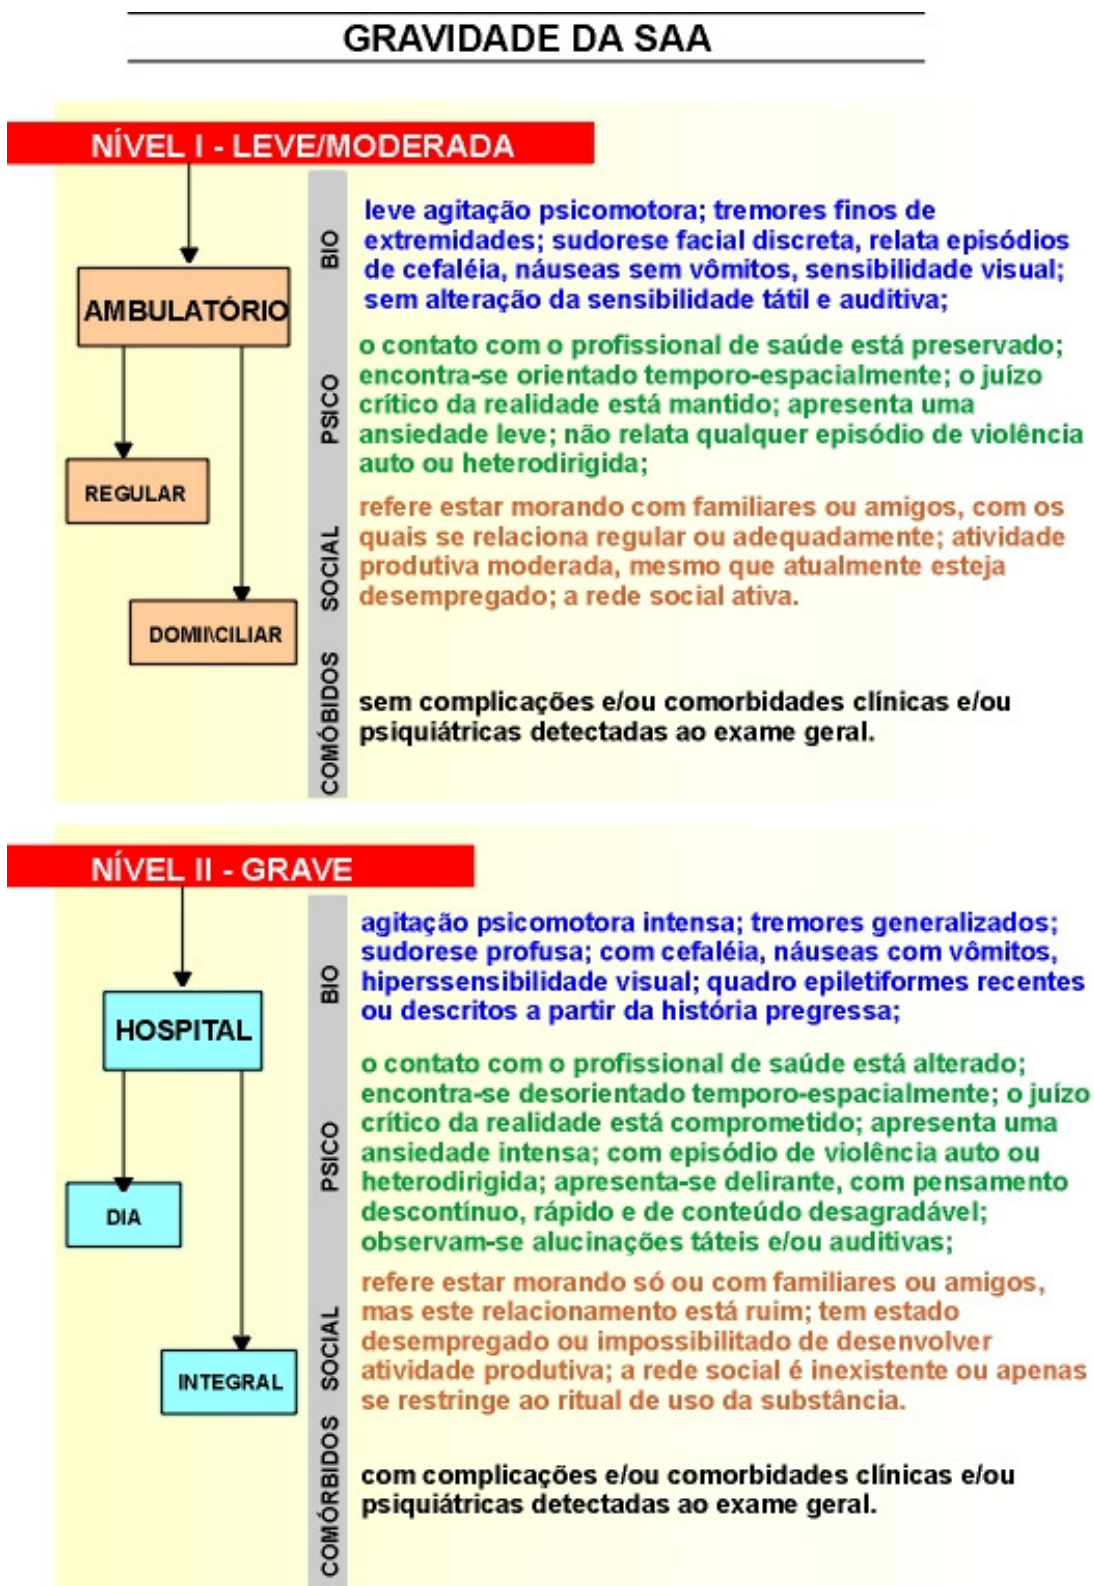 GRAVIDADE DA SAA
NÍVEL I - LEVE/MODERADA
AMBULATÓRIO
REGULAR
DOMI\CILIAR
BIO
leve agitação psicomotora; tremores finos de
extremidades; sudorese facial discreta, relata episódios
de cefaléia, náuseas sem vômitos, sensibilidade visual;
sem alteração da sensibilidade tátil e auditiva;
PSICO
o contato com o profissional de saúde está preservado;
encontra-se orientado temporo-espacialmente; o juízo
crítico da realidade está mantido; apresenta uma
ansiedade leve; não relata qualquer episódio de violência
auto ou heterodirigida;
SOCIAL
refere estar morando com familiares ou amigos, com os
quais se relaciona regular ou adequadamente; atividade
produtiva moderada, mesmo que atualmente esteja
desempregado; a rede social ativa.
COMÓBIDOS
sem complicações e/ou comorbidades clínicas e/ou
psiquiátricas detectadas ao exame geral.
NÍVEL II - GRAVE
HOSPITAL
DIA
INTEGRAL
BIO
agitação psicomotora intensa; tremores generalizados;
sudorese profusa; com cefaléia, náuseas com vômitos,
hiperssensibilidade visual; quadro epiletiformes recentes
ou descritos a partir da história pregressa;
PSICO
o contato com o profissional de saúde está alterado;
encontra-se desorientado temporo-espacialmente; o juízo
crítico da realidade está comprometido; apresenta uma
ansiedade intensa; com episódio de violência auto ou
heterodirigida; apresenta-se delirante, com pensamento
descontínuo, rápido e de conteúdo desagradável;
observam-se alucinações táteis e/ou auditivas;
SOCIAL
refere estar morando só ou com familiares ou amigos,
mas este relacionamento está ruim; tem estado
desempregado ou impossibilitado de desenvolver
atividade produtiva; a rede social é inexistente ou apenas
se restringe ao ritual de uso da substância.
COMÓRBIDOS
com complicações e/ou comorbidades clínicas e/ou
psiquiátricas detectadas ao exame geral.